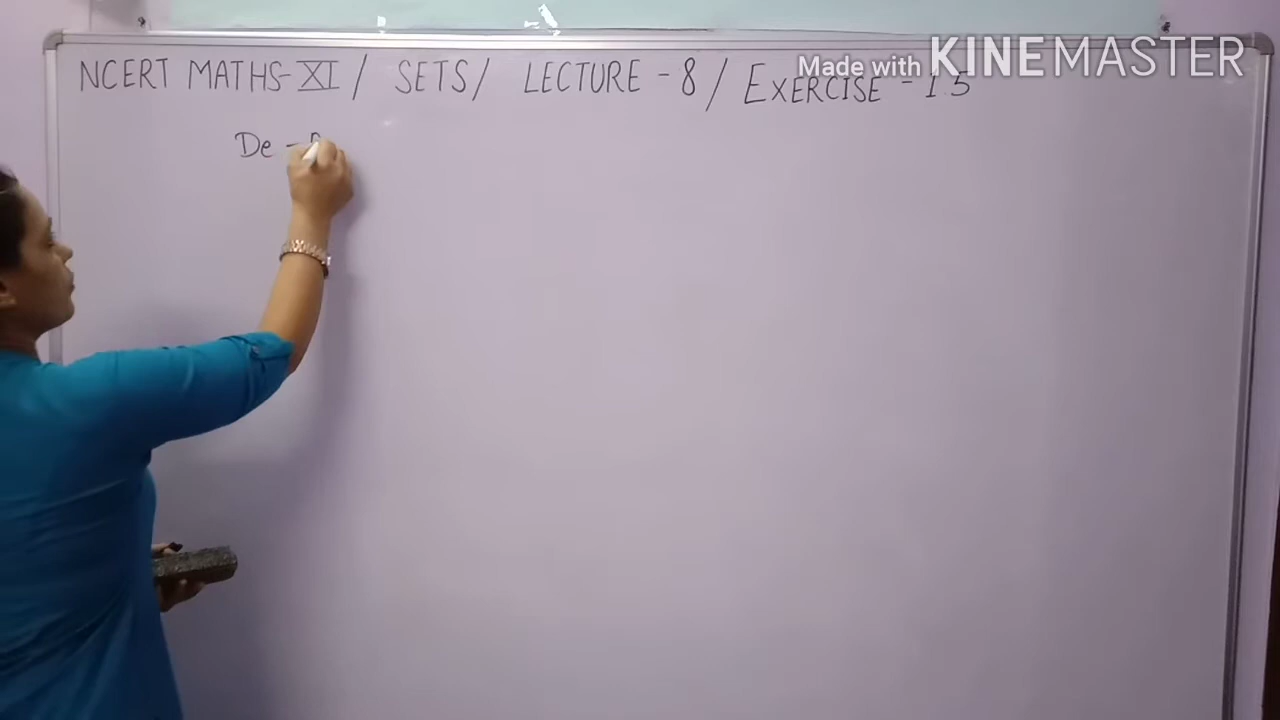 Made with KINEMASTER
NCERT MATHS-XI / SETS / LECTURE - 8 / EXERCISE - 1.5
De -